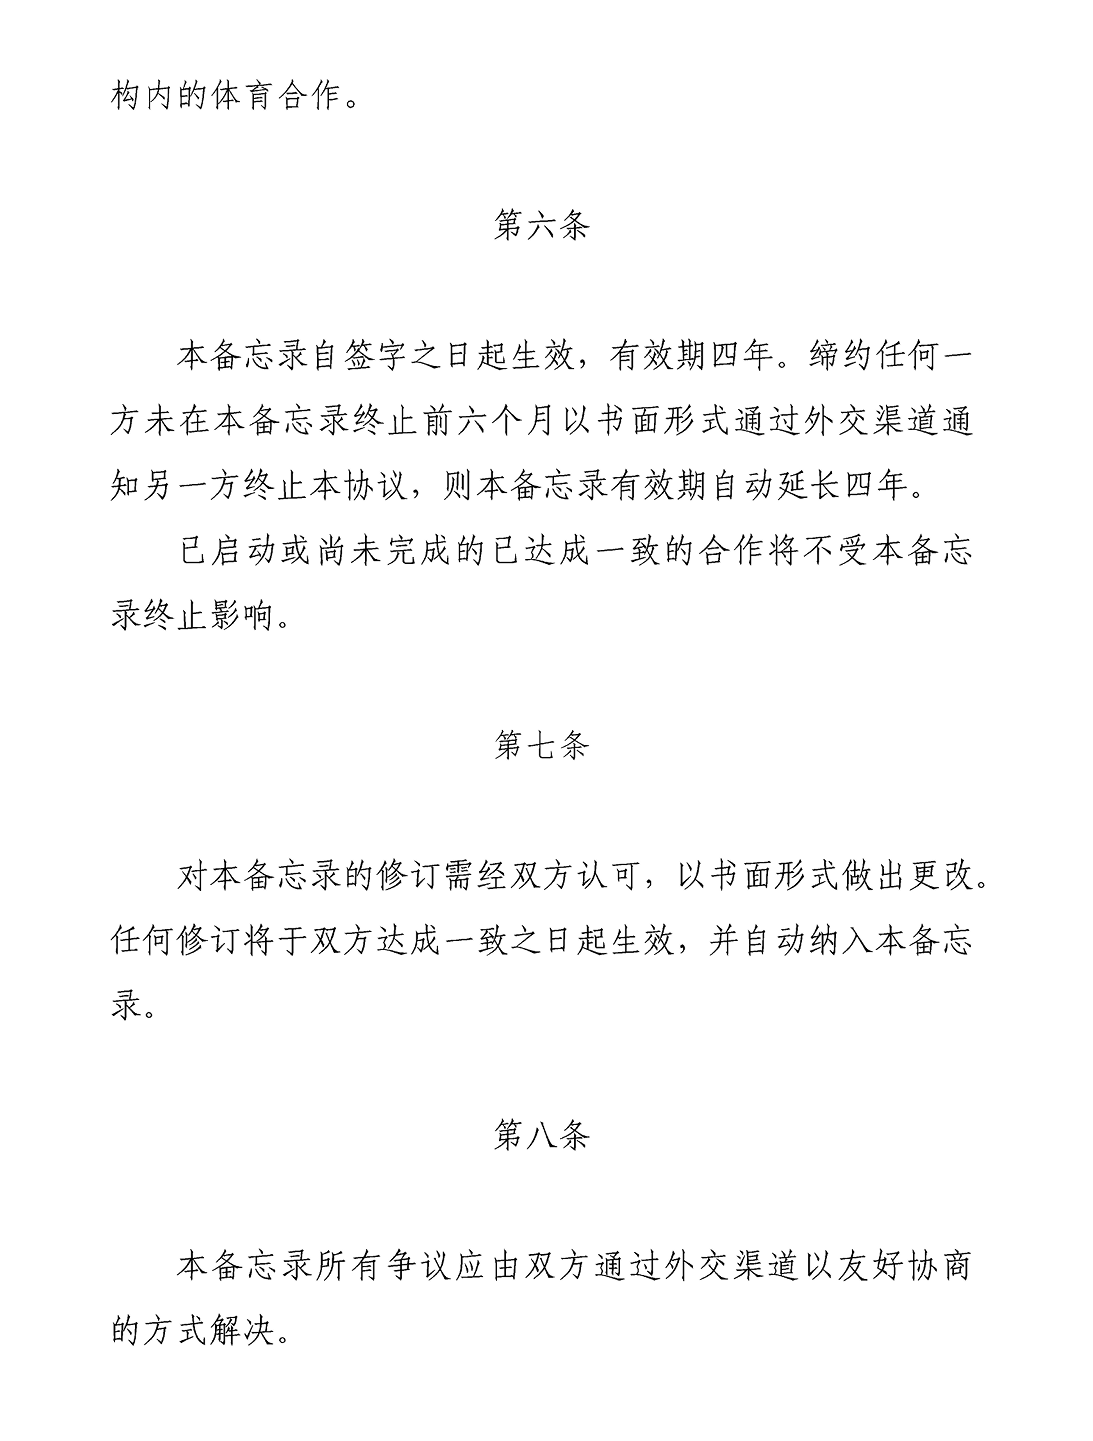 构内的体育合作。
第六条
本备忘录自签字之日起生效，有效期四年。缔约任何一
方未在本备忘录终止前六个月以书面形式通过外交渠道通
知另一方终止本协议，则本备忘录有效期自动延长四年。
已启动或尚未完成的已达成一致的合作将不受本备忘
录终止影响。
第七条
对本备忘录的修订需经双方认可，以书面形式做出更改。
任何修订将于双方达成一致之日起生效，并自动纳入本备忘
录。
第八条
本备忘录所有争议应由双方通过外交渠道以友好协商
的方式解决。